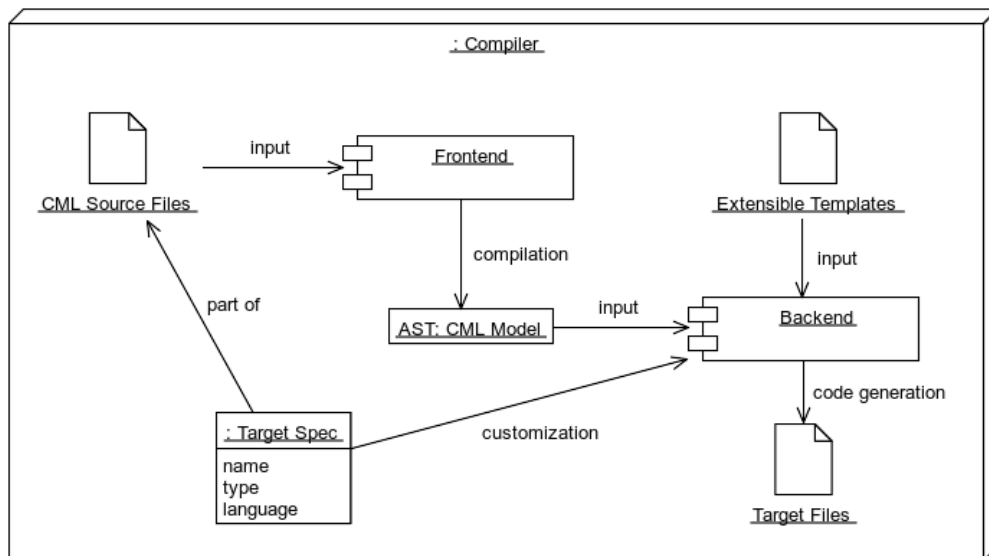 : Compiler
input
Frontend
CML Source Files
Extensible Templates
compilation
input
part of
AST: CML Model
input
Backend
code generation
: Target Spec
customization
name
type
language
Target Files